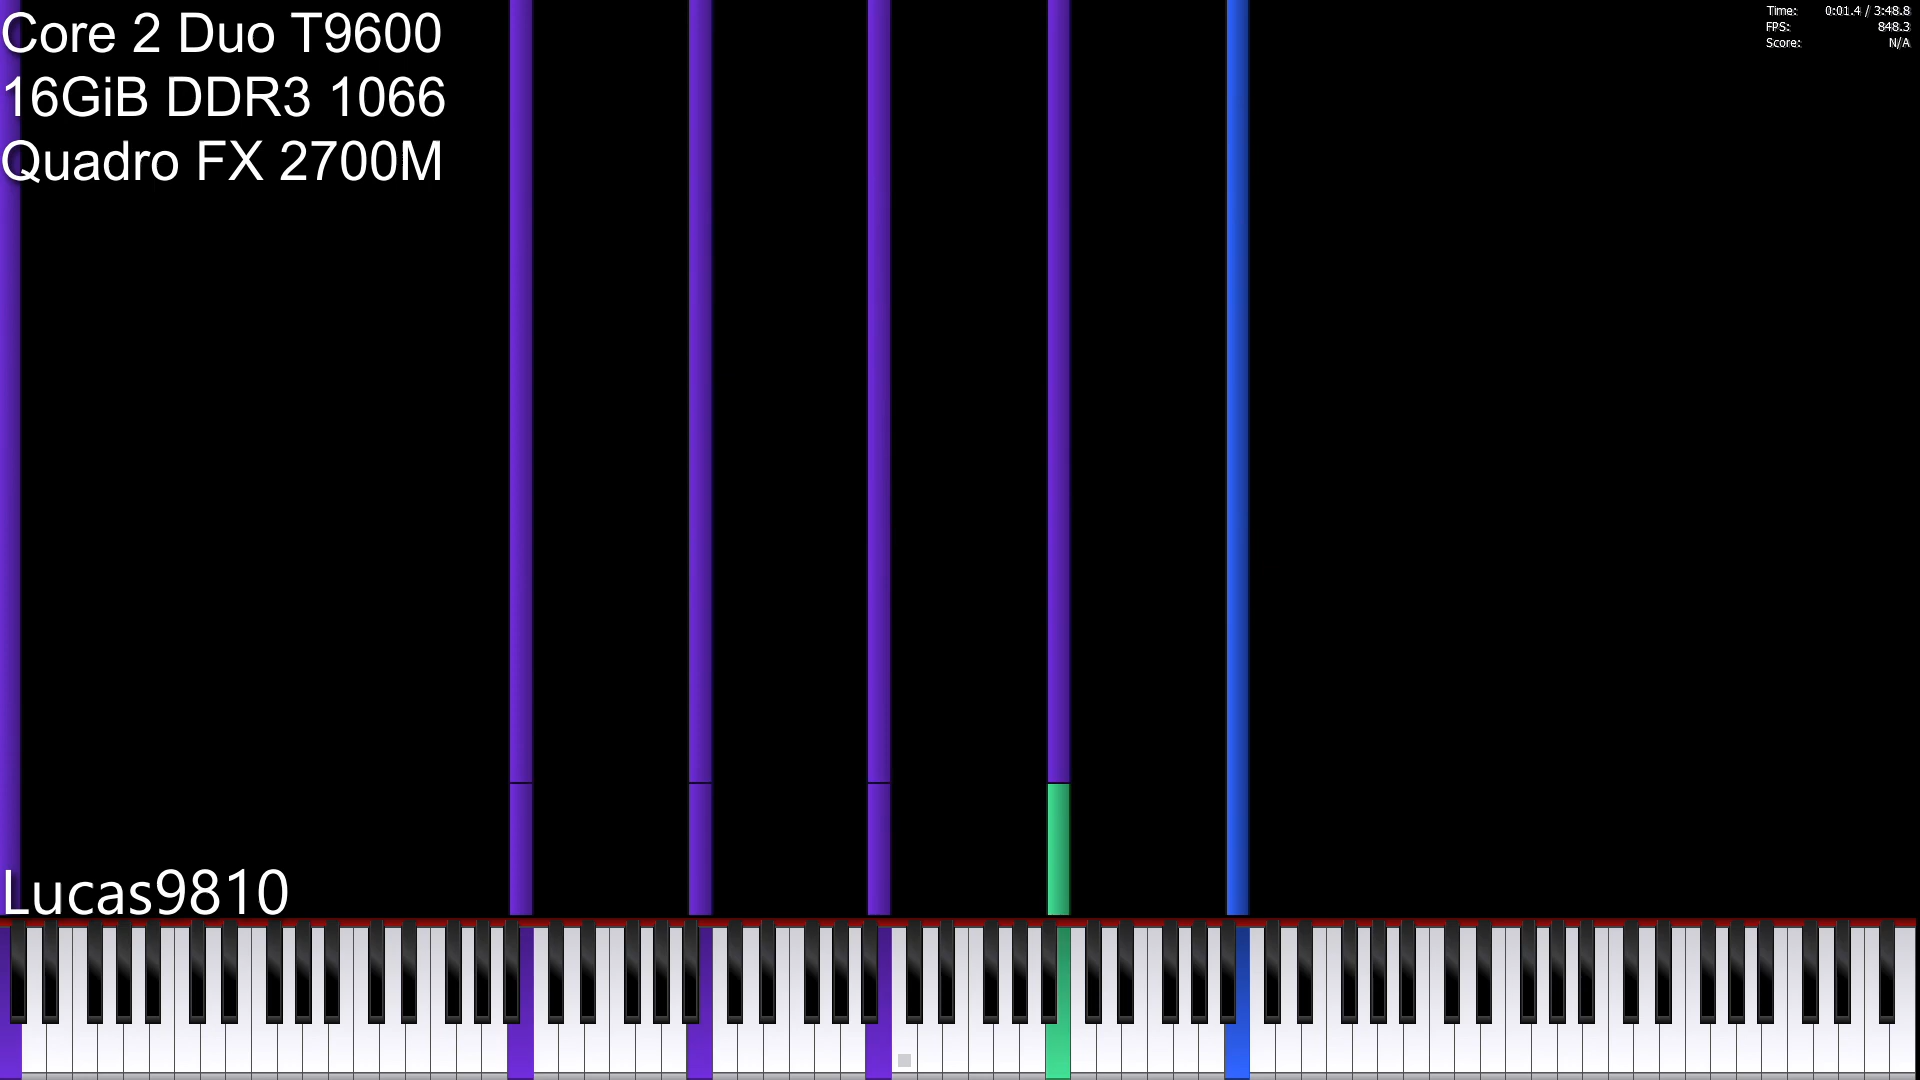 Core 2 Duo T9600
16GiB DDR3 1066
Quadro FX 2700M
Time: 0:01.4 / 3:48.8
FPS: 848.3
Score: N/A
Lucas9810